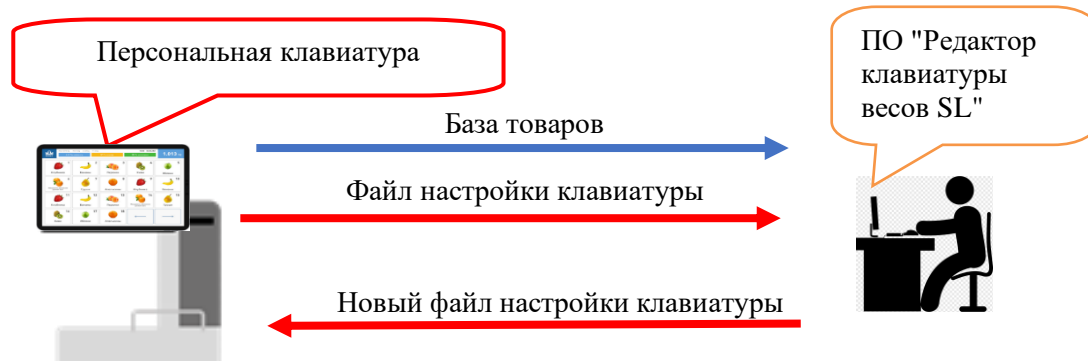 Персональная клавиатура
ПО "Редактор
клавиатуры
весов SL"
База товаров
Файл настройки клавиатуры
Новый файл настройки клавиатуры